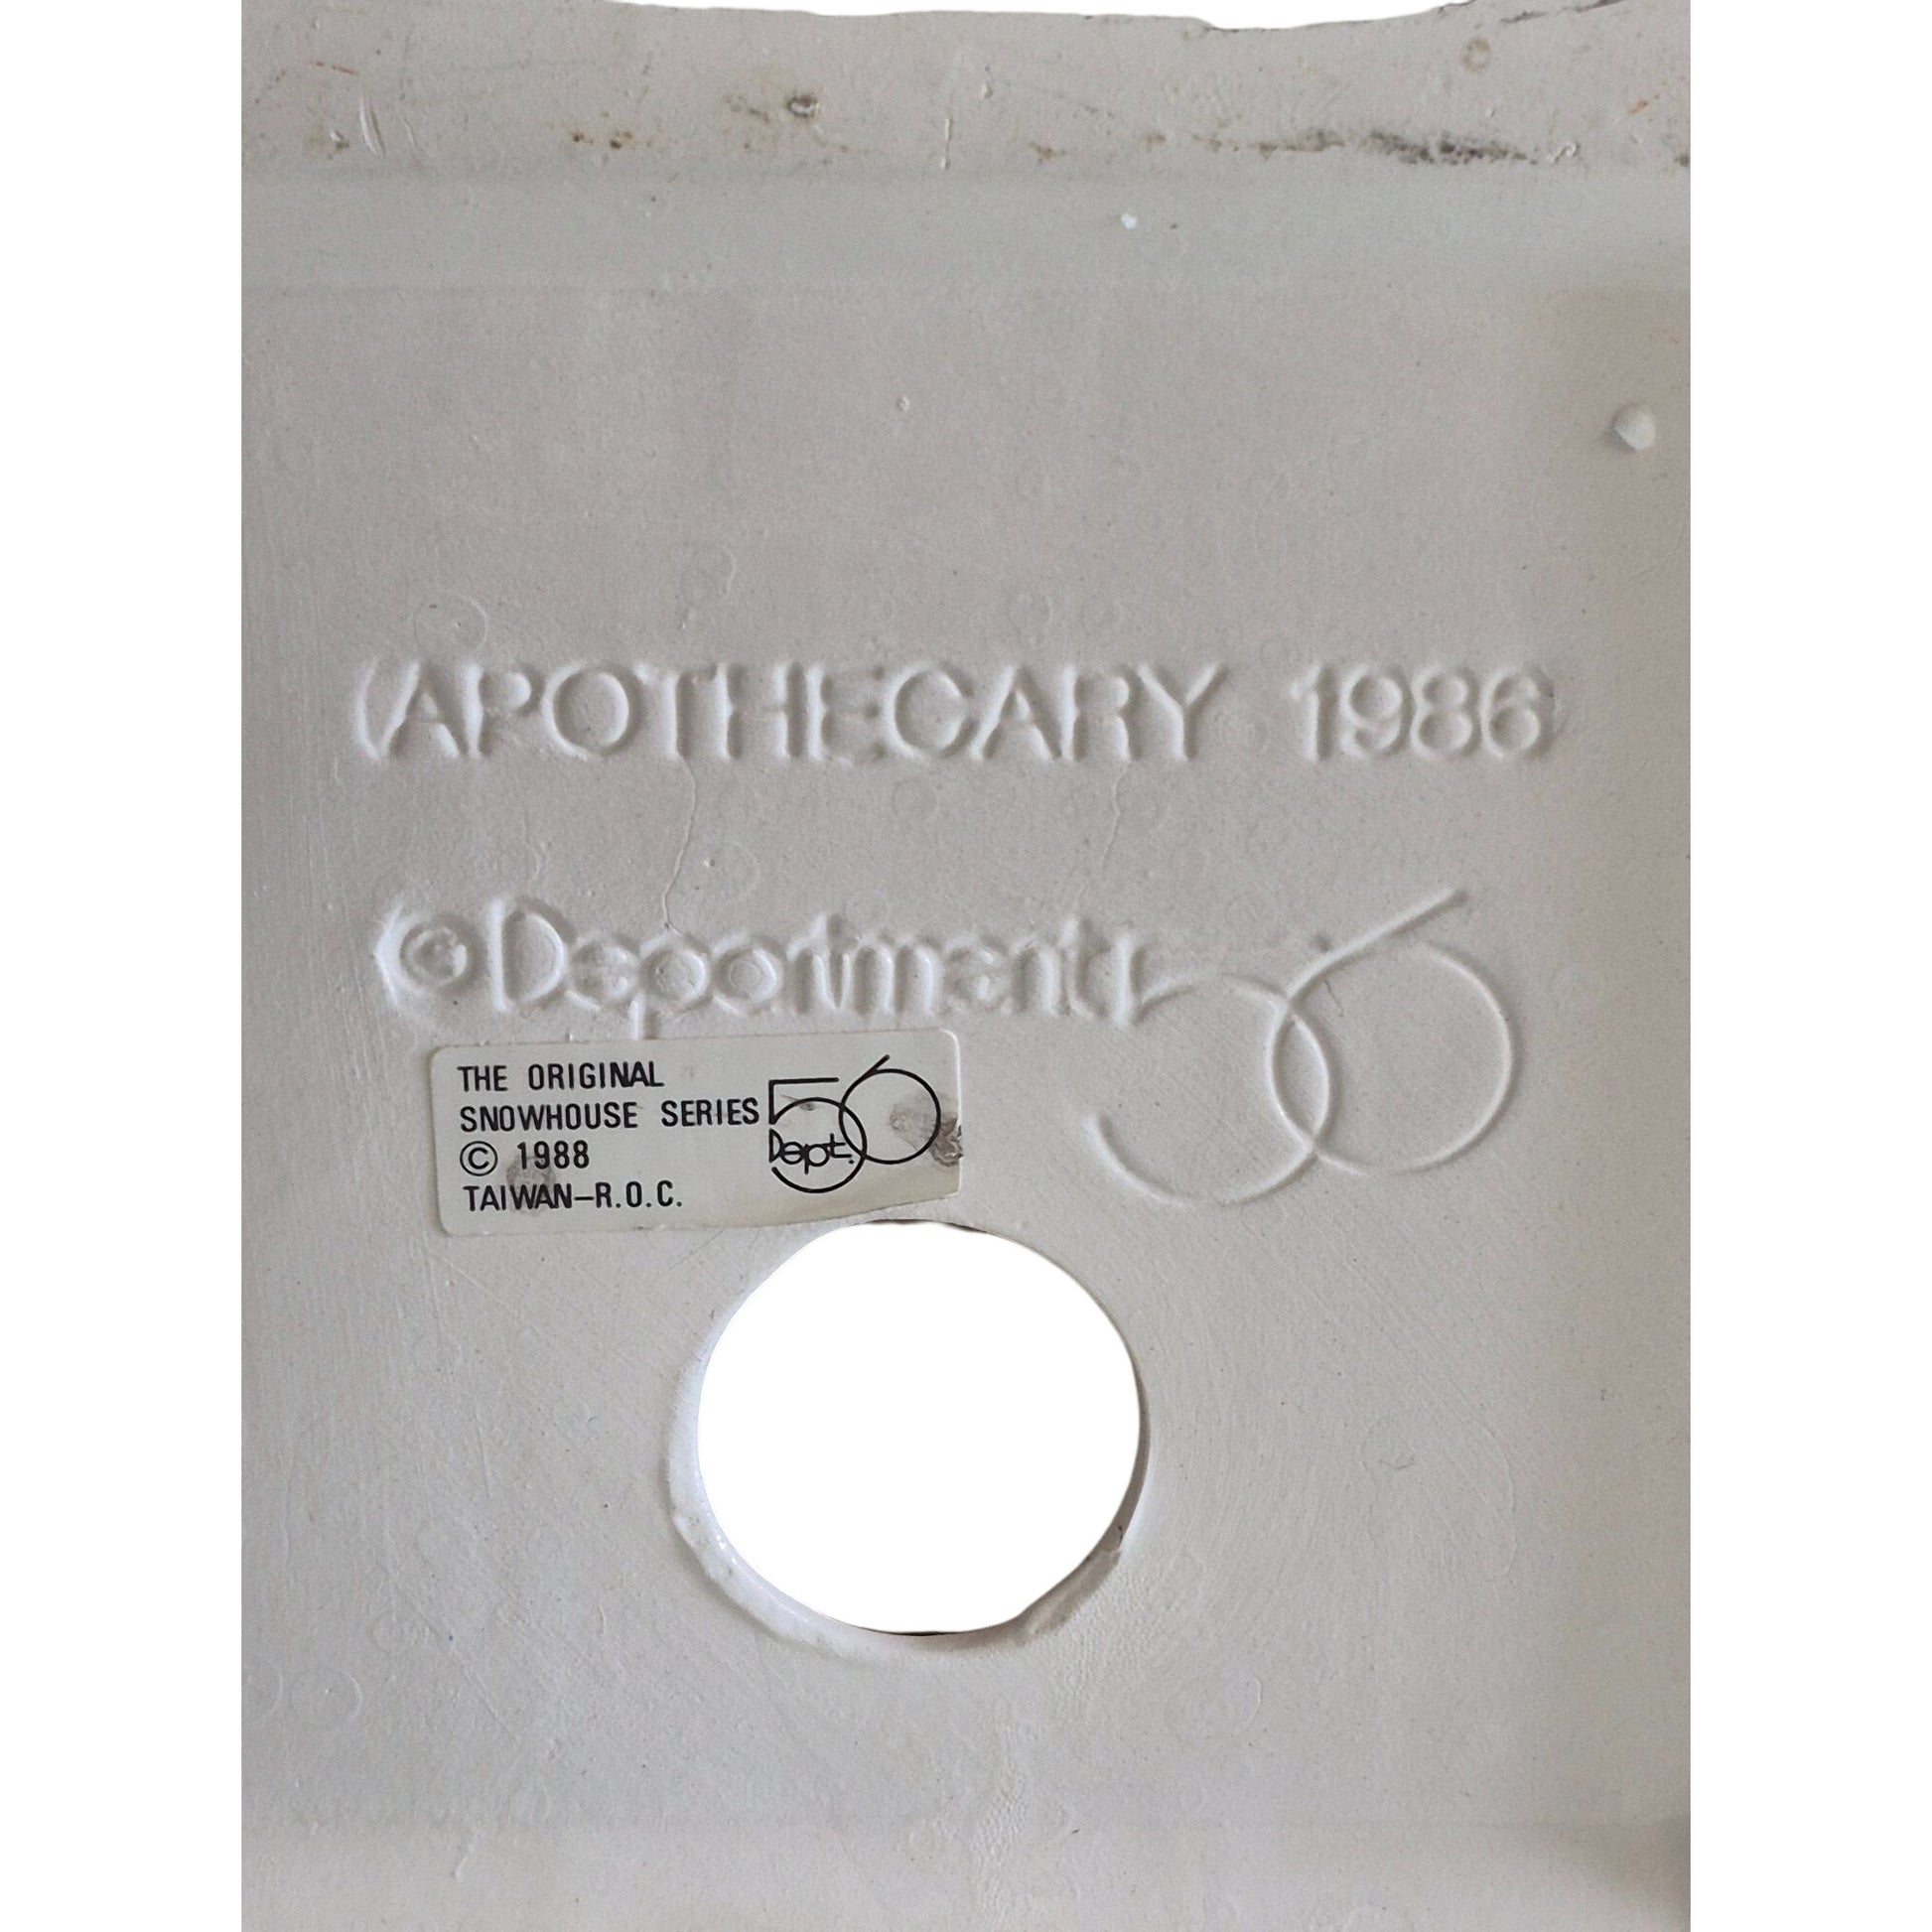 APOTHECARY 1986
©Department 56
THE ORIGINAL
SNOWHOUSE SERIES
© 1988
TAIWAN–R.O.C.
56
Dept.